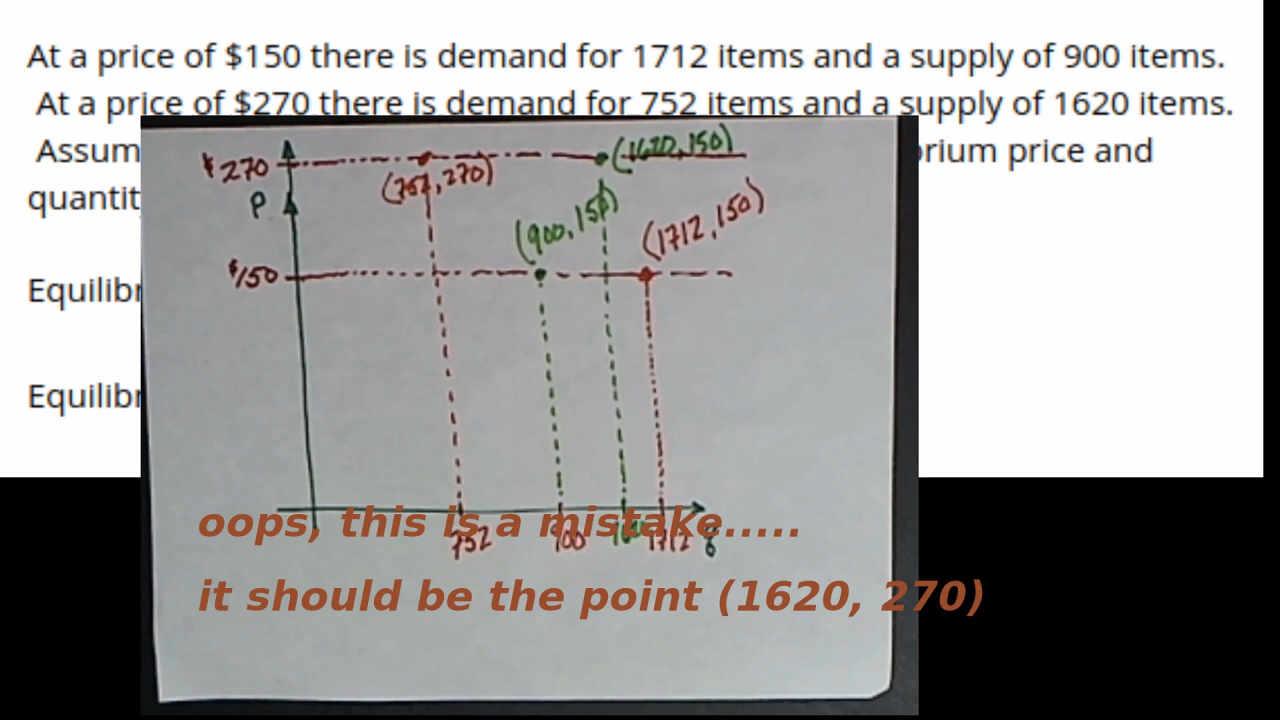 At a price of $150 there is demand for 1712 items and a supply of 900 items.
At a price of $270 there is demand for 752 items and a supply of 1620 items.
Assum
prium price and
quantit
Equilibr
Equilibr
$270
(752, 270)
(1620, 150)
P
(900, 150)
(1712, 150)
$150
oops, this is a mistake.....
752 900 1712
it should be the point (1620, 270)